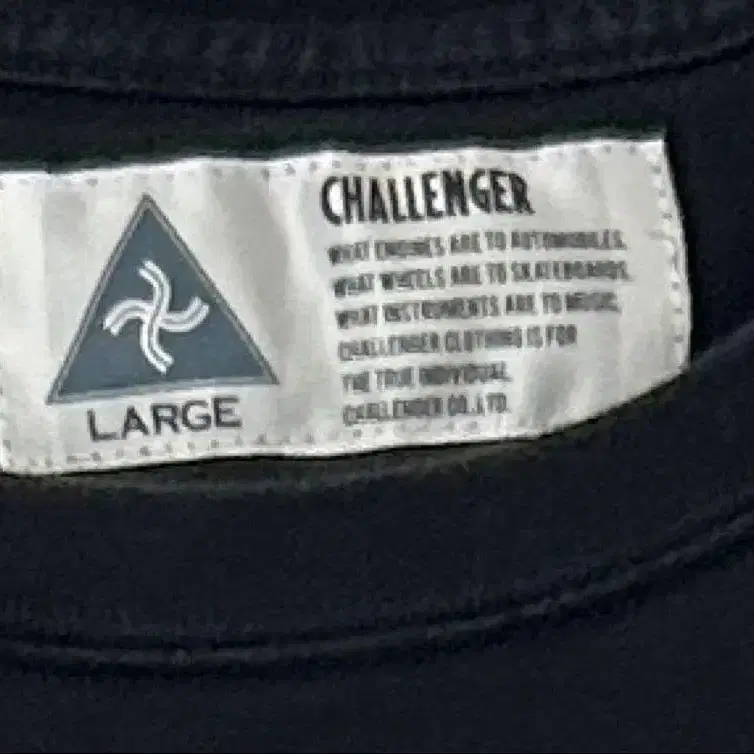 CHALLENGER
WHAT ENGINES ARE TO AUTOMOBILES.
WHAT WHEELS ARE TO SKATEBOARDS.
WHAT INSTRUMENTS ARE TO MUSIC.
CHALLENGER CLOTHING IS FOR
THE TRUE INDIVIDUAL.
CHALLENGER CO.,LTD.
LARGE